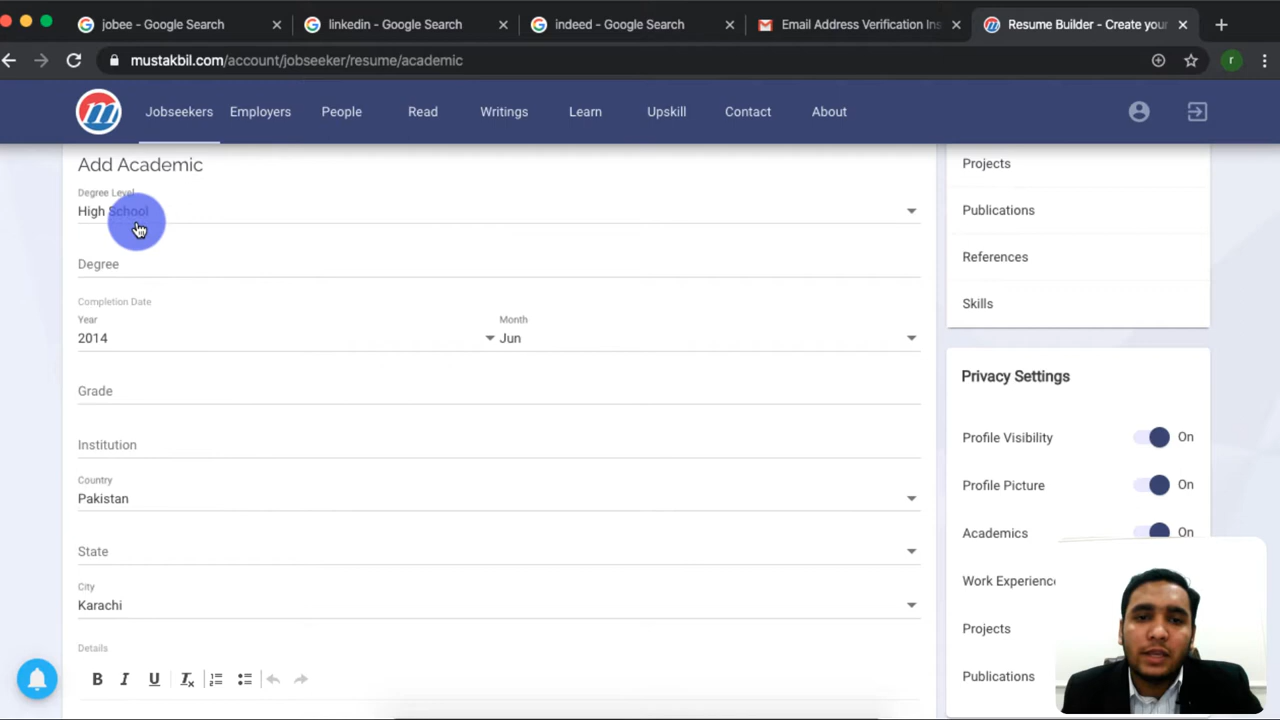 jobee - Google Search
linkedin - Google Search
indeed - Google Search
Email Address Verification Ins
Resume Builder - Create your
mustakbil.com/account/jobseeker/resume/academic
r
m
Jobseekers Employers People Read Writings Learn Upskill Contact About
Add Academic
Degree Level
High School
Degree
Completion Date
Year
2014
Month
Jun
Grade
Institution
Country
Pakistan
State
City
Karachi
Details
B I U Tx
Projects
Publications
References
Skills
Privacy Settings
Profile Visibility On
Profile Picture On
Academics On
Work Experience
Projects
Publications